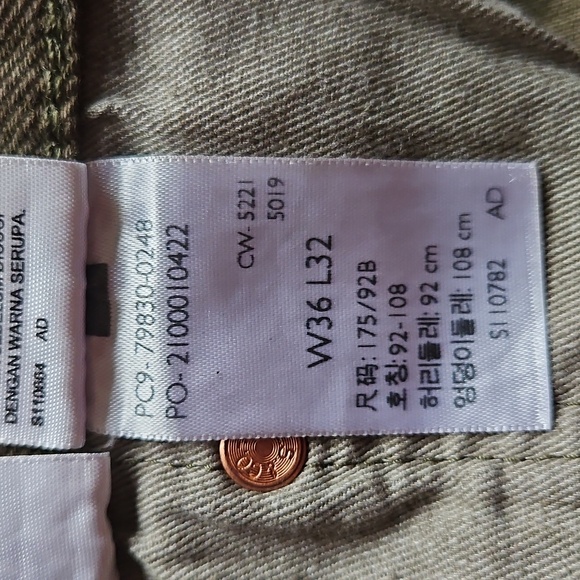 DENGAN WARNA SERUPA.
S110664 AD
PC9- 79830-0248
PO- 2100010422
CW- 5221
5019
W36 L32
尺码: 175/92B
호칭: 92-108
허리둘레: 92 cm
엉덩이둘레: 108 cm
S110782 AD